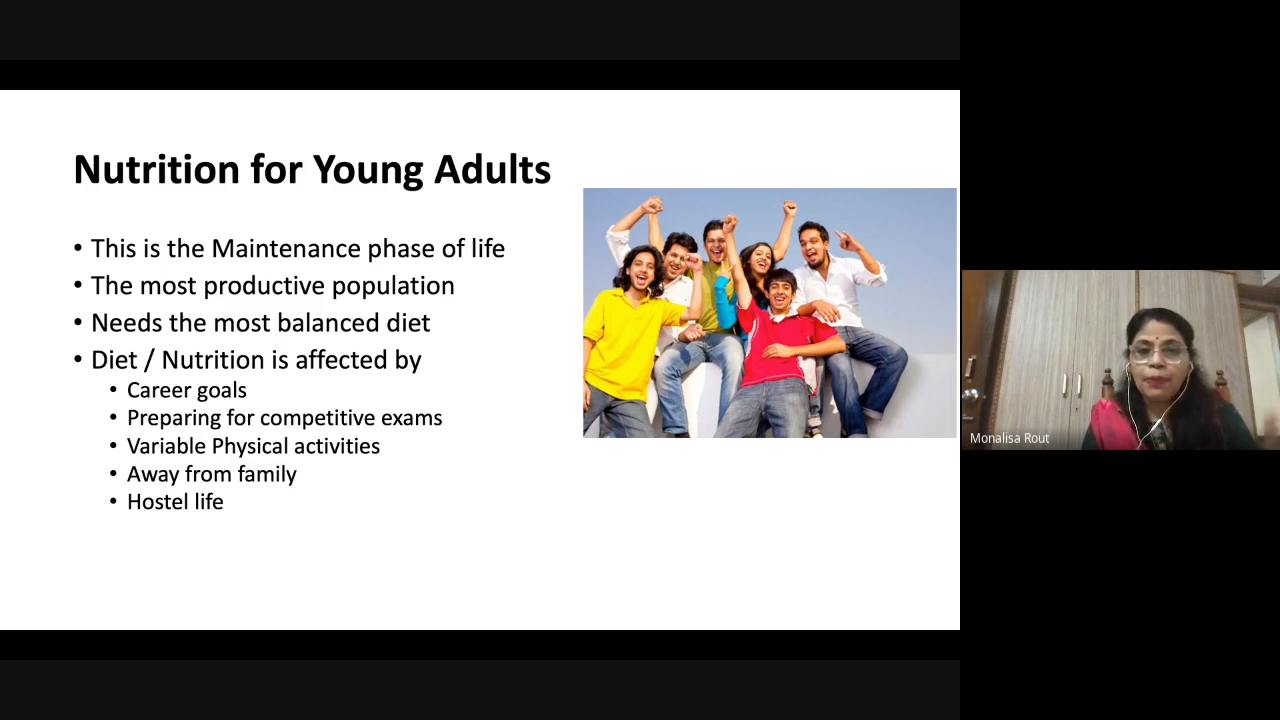 Nutrition for Young Adults
• This is the Maintenance phase of life
• The most productive population
• Needs the most balanced diet
• Diet / Nutrition is affected by
• Career goals
• Preparing for competitive exams
• Variable Physical activities
• Away from family
• Hostel life
Monalisa Rout